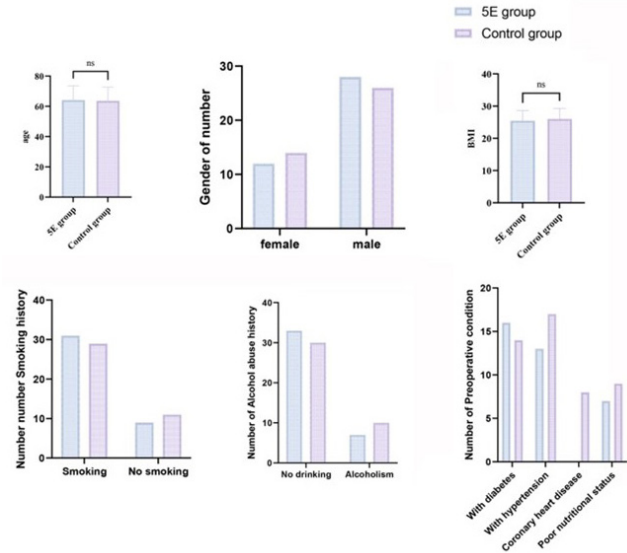 5E group
Control group
ns
80
60
40
20
0
age
5E group
Control group
30
20
10
0
Gender of number
female
male
ns
40
30
20
10
0
BMI
5E group
Control group
40
30
20
10
0
Number number Smoking history
Smoking
No smoking
40
30
20
10
0
Number of Alcohol abuse history
No drinking
Alcoholism
20
15
10
5
0
Number of Preoperative condition
With diabetes
With hypertension
Coronary heart disease
Poor nutritional status